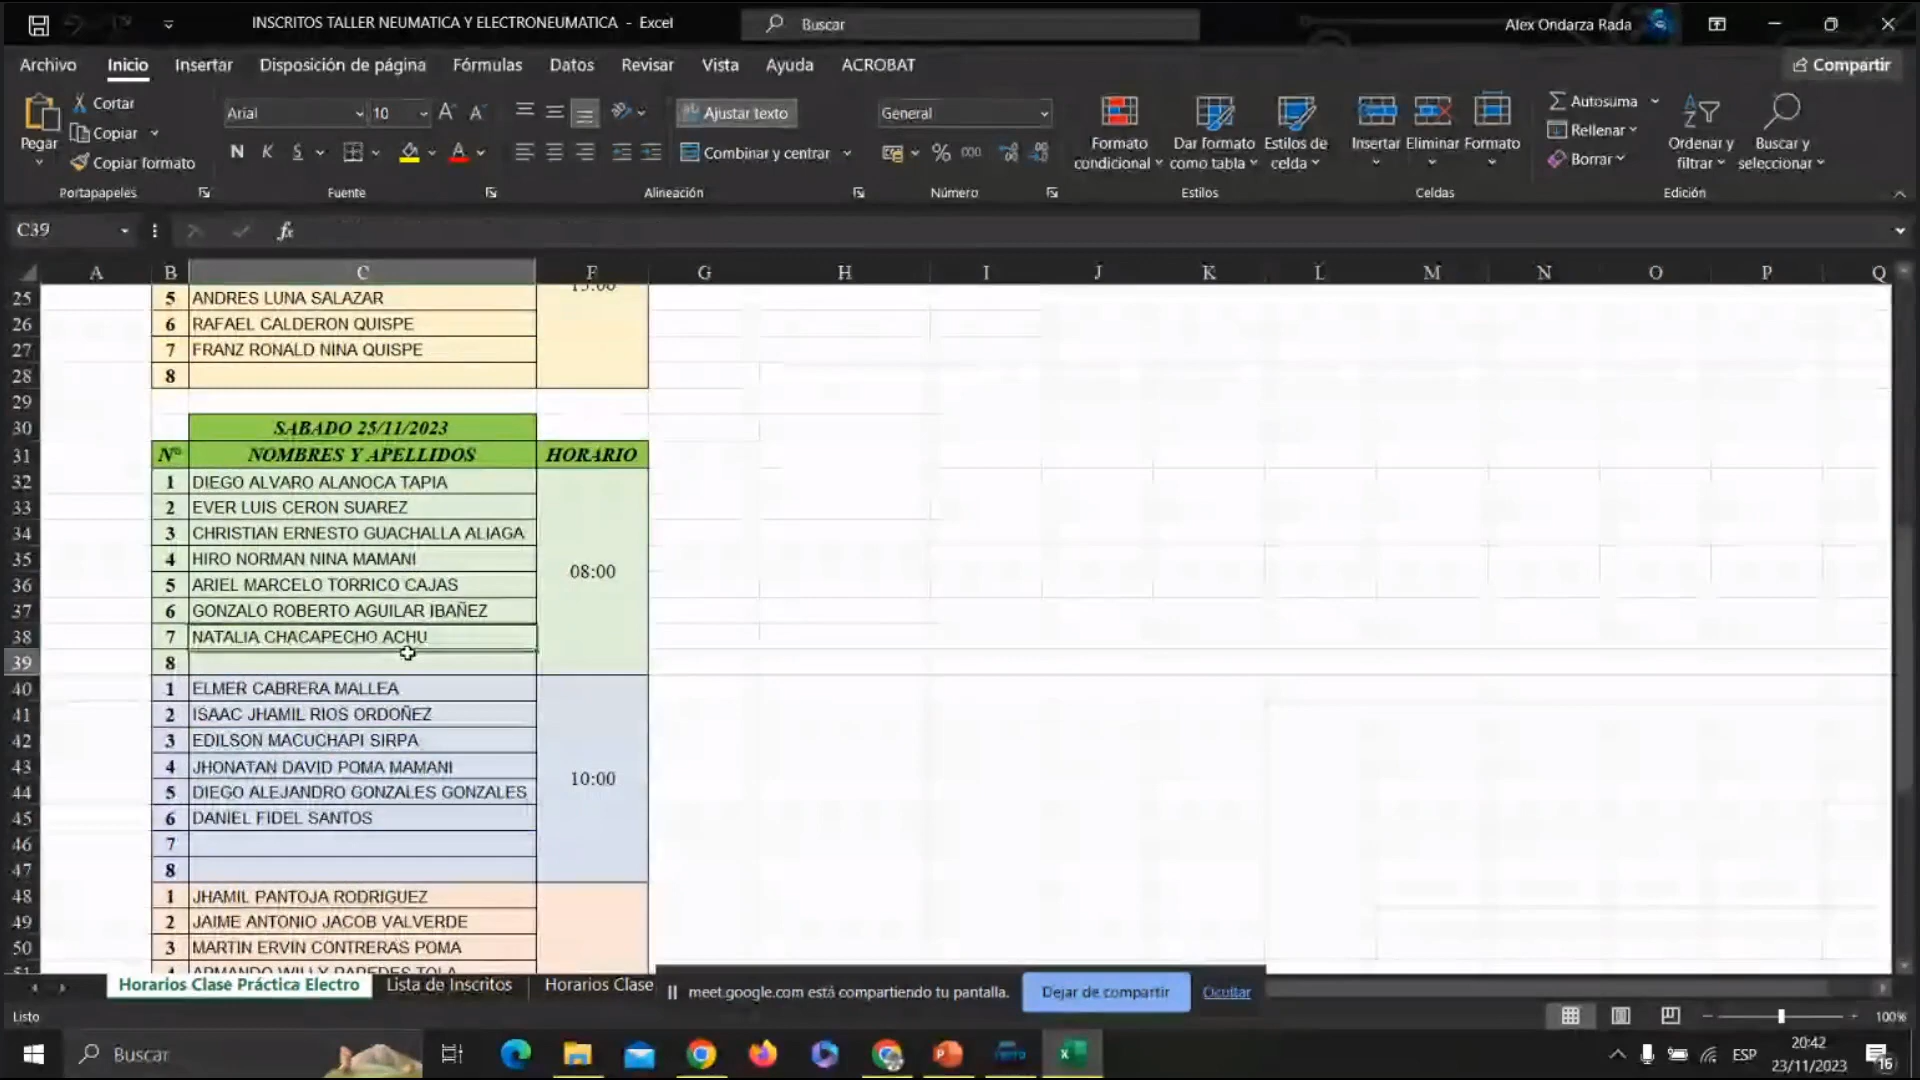 INSCRITOS TALLER NEUMATICA Y ELECTRONEUMATICA - Excel
Buscar
Alex Ondarza Rada
Archivo Inicio Insertar Disposición de página Fórmulas Datos Revisar Vista Ayuda ACROBAT
Compartir
Pegar
Cortar
Copiar
Copiar formato
Portapapeles
Arial 10
N K S
Fuente
Ajustar texto
Combinar y centrar
Alineación
General
% 000
Número
Formato condicional
Dar formato como tabla
Estilos de celda
Estilos
Insertar Eliminar Formato
Celdas
Autosuma
Rellenar
Borrar
Ordenar y filtrar
Buscar y seleccionar
Edición
C39
fx
A B C F G H I J K L M N O P Q
25 5 ANDRES LUNA SALAZAR
26 6 RAFAEL CALDERON QUISPE
27 7 FRANZ RONALD NINA QUISPE
28 8
29
30 SABADO 25/11/2023
31 Nº NOMBRES Y APELLIDOS HORARIO
32 1 DIEGO ALVARO ALANOCA TAPIA
33 2 EVER LUIS CERON SUAREZ
34 3 CHRISTIAN ERNESTO GUACHALLA ALIAGA
35 4 HIRO NORMAN NINA MAMANI
08:00
36 5 ARIEL MARCELO TORRICO CAJAS
37 6 GONZALO ROBERTO AGUILAR IBAÑEZ
38 7 NATALIA CHACAPECHO ACHU
39 8
40 1 ELMER CABRERA MALLEA
41 2 ISAAC JHAMIL RIOS ORDOÑEZ
42 3 EDILSON MACUCHAPI SIRPA
43 4 JHONATAN DAVID POMA MAMANI
10:00
44 5 DIEGO ALEJANDRO GONZALES GONZALES
45 6 DANIEL FIDEL SANTOS
46 7
47 8
48 1 JHAMIL PANTOJA RODRIGUEZ
49 2 JAIME ANTONIO JACOB VALVERDE
50 3 MARTIN ERVIN CONTRERAS POMA
51 4 ARMANDO WILLY PAREDES TOLA
Horarios Clase Práctica Electro Lista de Inscritos Horarios Clase
meet.google.com está compartiendo tu pantalla. Dejar de compartir Ocultar
Listo
100%
Buscar
ESP
20:42
23/11/2023
16